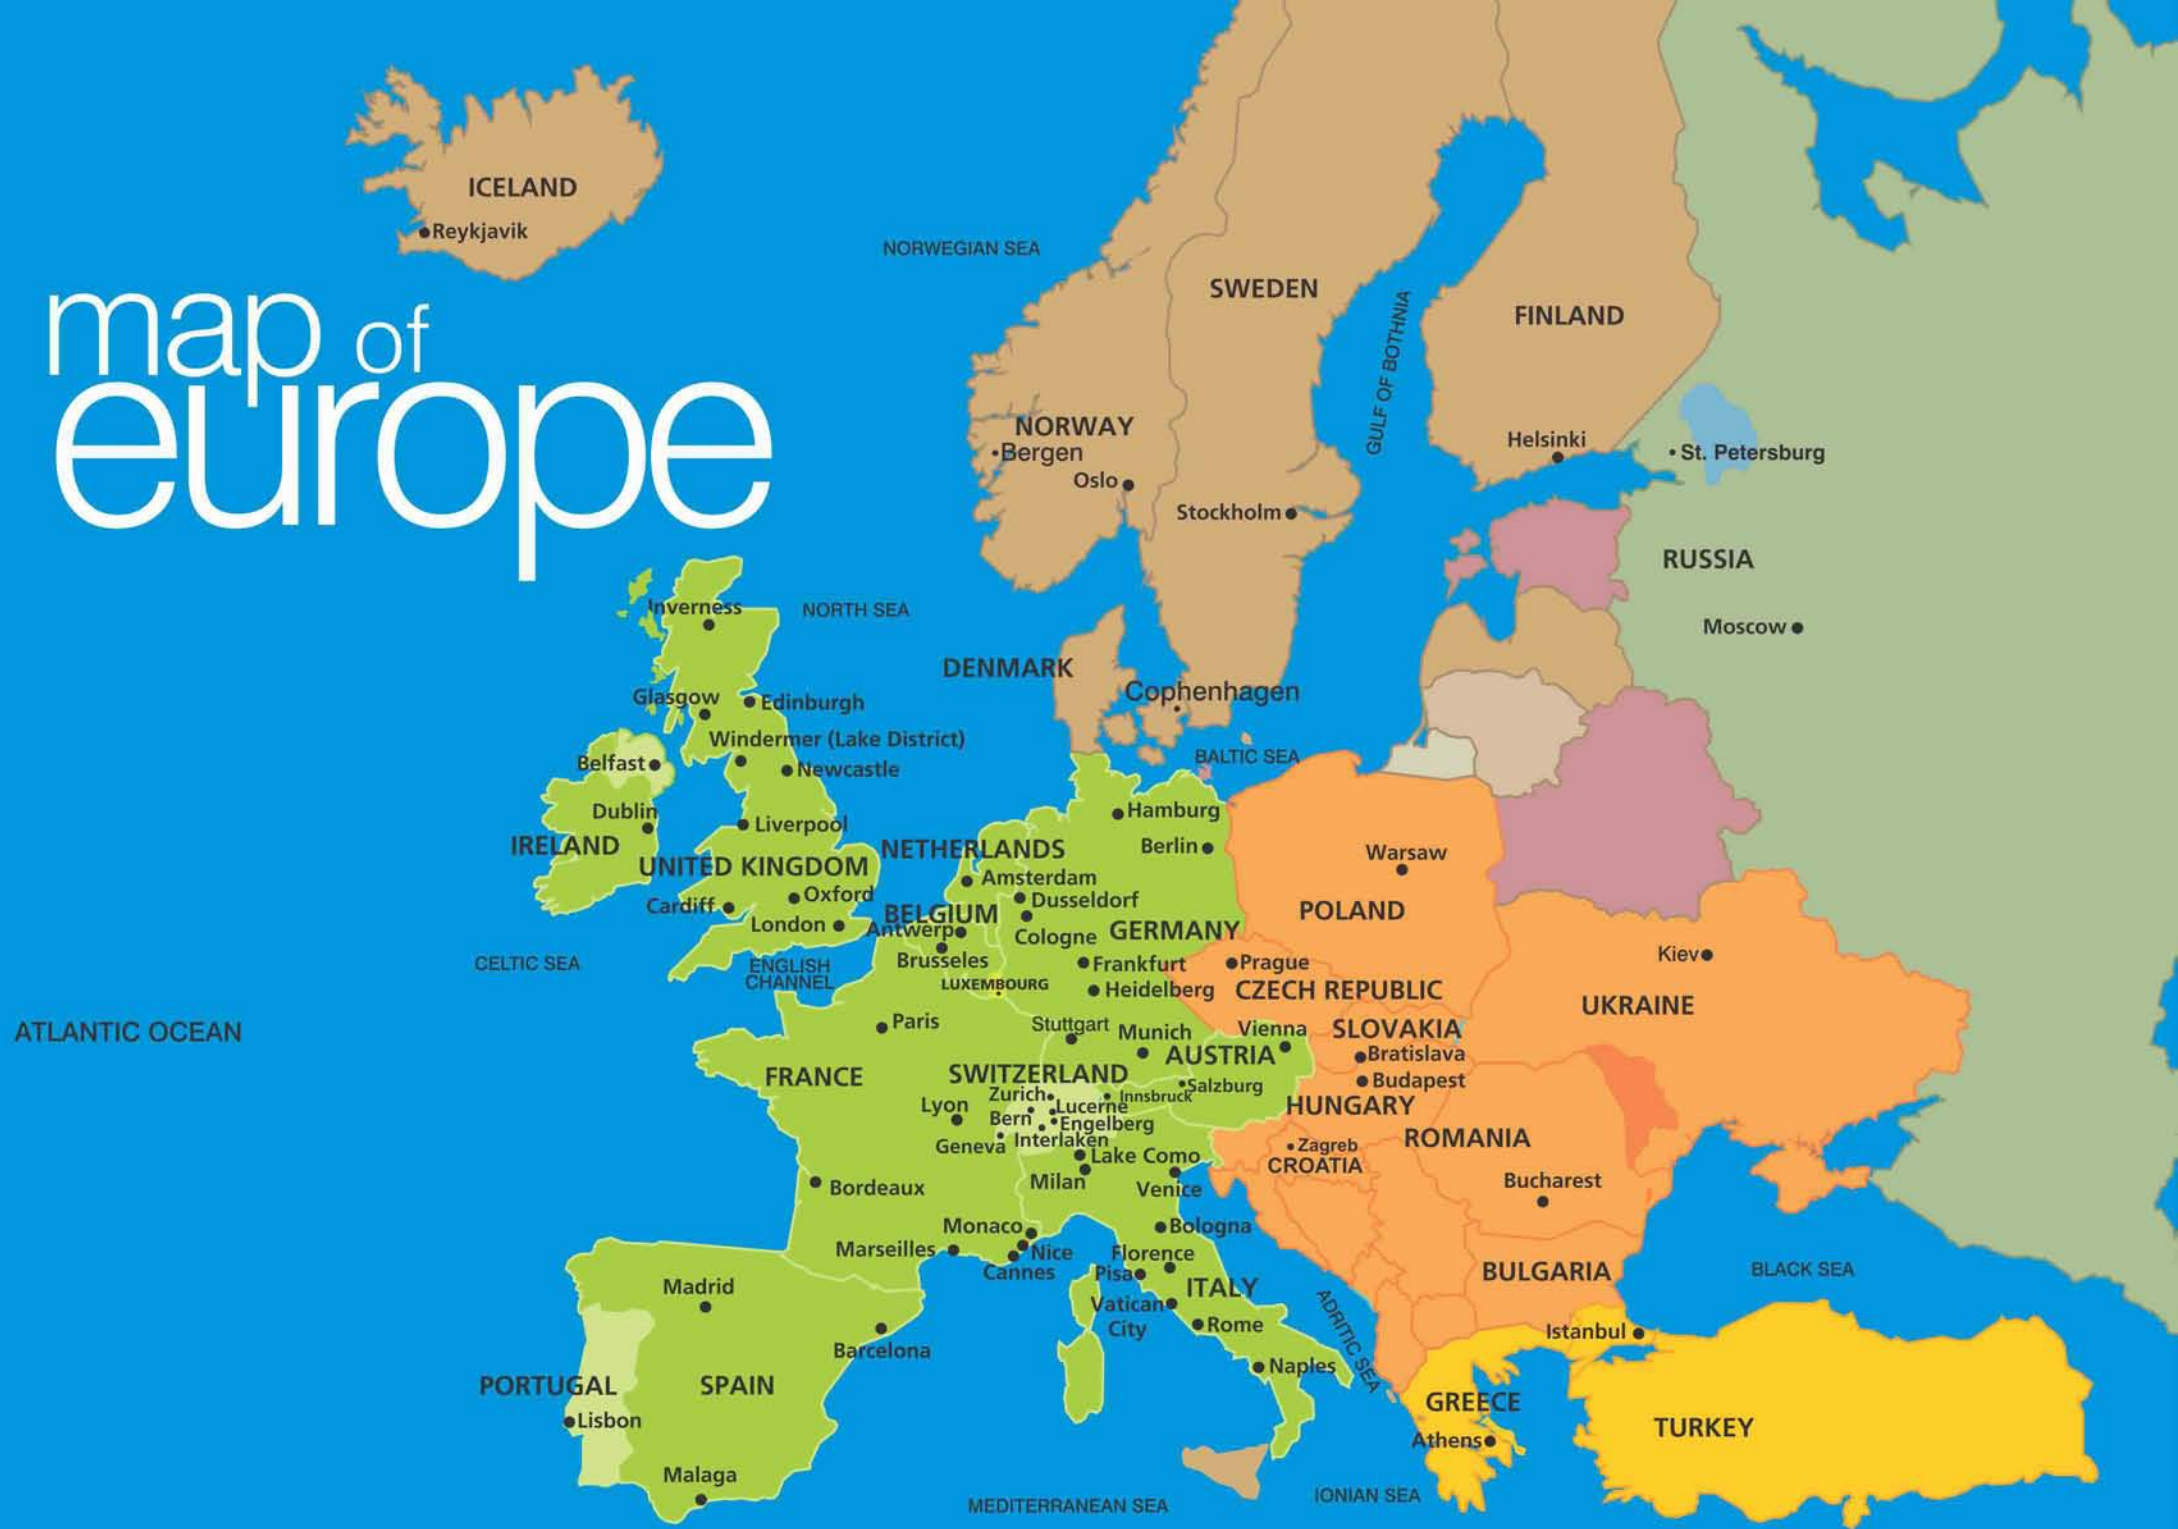 map of
europe
ICELAND
Reykjavik
NORWEGIAN SEA
SWEDEN
FINLAND
GULF OF BOTHNIA
NORWAY
Bergen
Oslo
Helsinki
St. Petersburg
Stockholm
RUSSIA
Moscow
Inverness
NORTH SEA
DENMARK
Cophenhagen
Glasgow
Edinburgh
Windermer (Lake District)
BALTIC SEA
Belfast
Newcastle
Dublin
Liverpool
Hamburg
IRELAND
UNITED KINGDOM
NETHERLANDS
Berlin
Warsaw
Amsterdam
Oxford
Dusseldorf
Cardiff
BELGIUM
POLAND
London
Antwerp
Cologne
GERMANY
Kiev
CELTIC SEA
ENGLISH
CHANNEL
Brusseles
Frankfurt
Prague
LUXEMBOURG
Heidelberg
CZECH REPUBLIC
UKRAINE
ATLANTIC OCEAN
Paris
Stuttgart
Munich
Vienna
SLOVAKIA
AUSTRIA
Bratislava
FRANCE
SWITZERLAND
Salzburg
Budapest
Zurich
Innsbruck
Lyon
Lucerne
HUNGARY
Bern
Engelberg
Geneva
Interlaken
Zagreb
ROMANIA
Lake Como
CROATIA
Milan
Bordeaux
Venice
Bucharest
Monaco
Bologna
Marseilles
Nice
Florence
Cannes
Pisa
BULGARIA
BLACK SEA
Madrid
ITALY
Vatican
City
Rome
ADRITIC SEA
Istanbul
Barcelona
Naples
PORTUGAL
SPAIN
GREECE
Lisbon
TURKEY
Athens
Malaga
MEDITERRANEAN SEA
IONIAN SEA